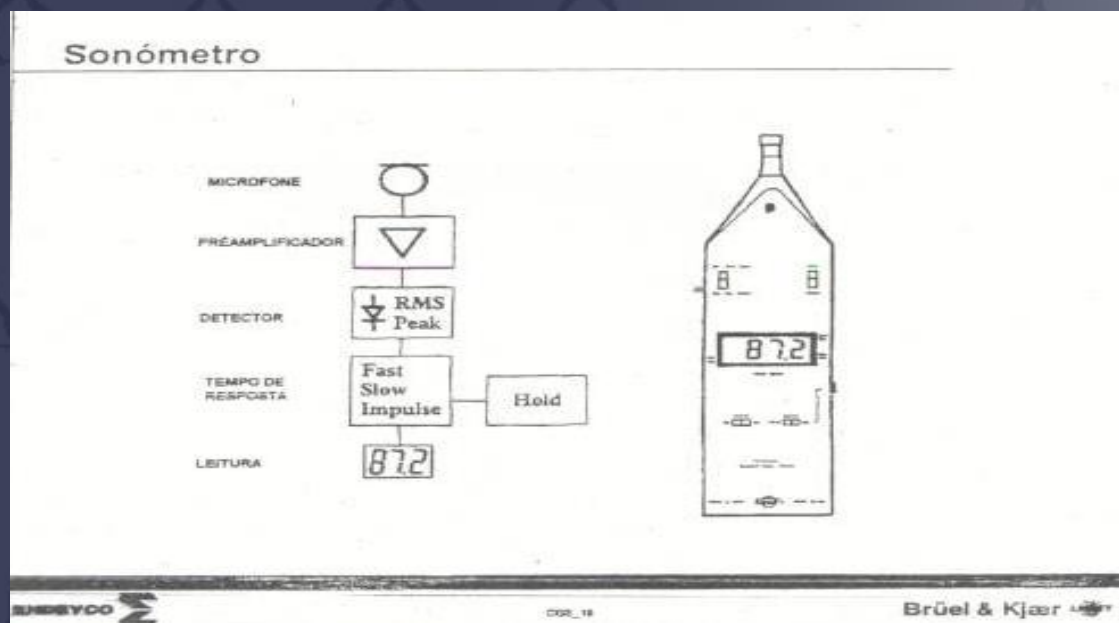 Sonómetro
MICROFONE
PRÉAMPLIFICADOR
DETECTOR
RMS
Peak
TEMPO DE
RESPOSTA
Fast
Slow
Impulse
Hold
LEITURA
87.2
87.2
Brüel & Kjær